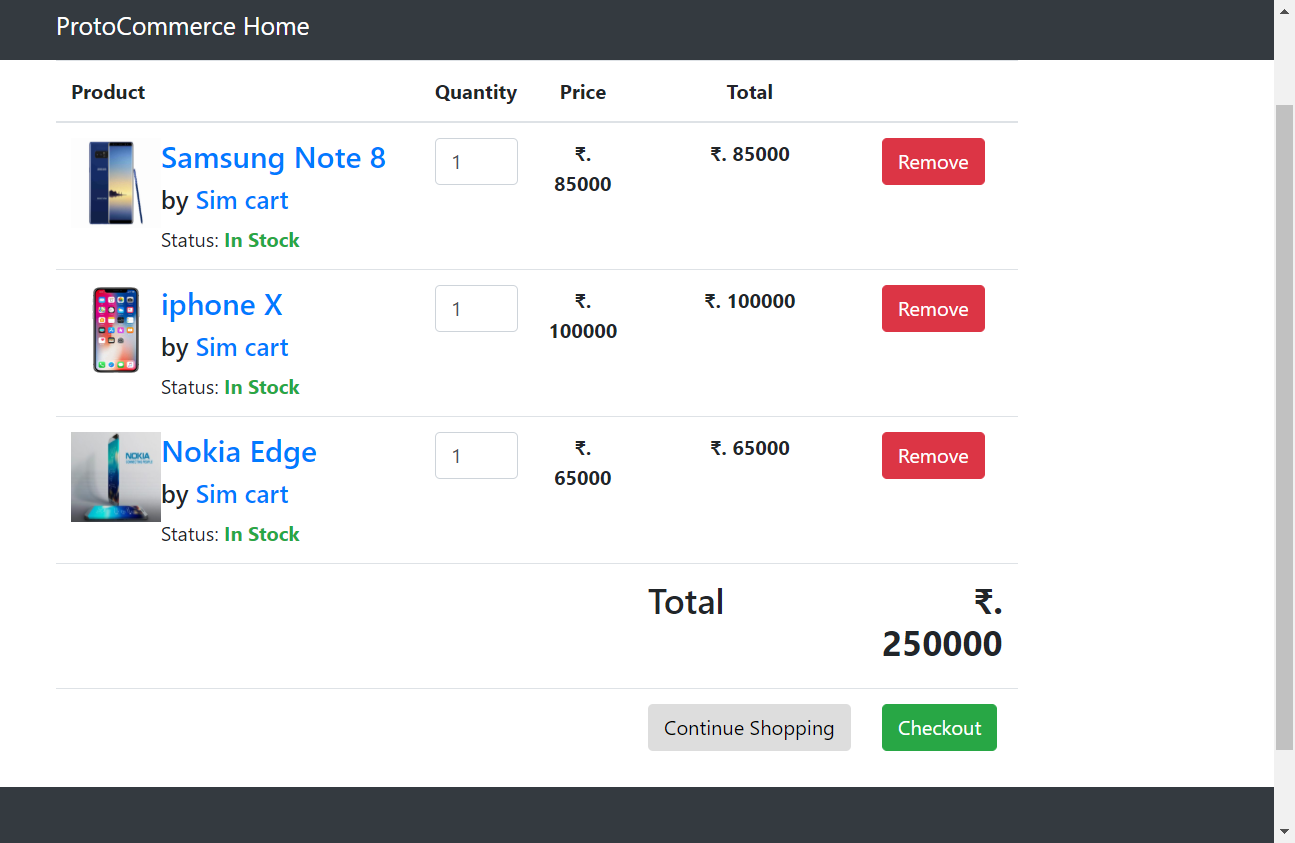 ProtoCommerce Home
Product Quantity Price Total
Samsung Note 8 1 ₹. ₹. 85000 Remove
85000
by Sim cart
Status: In Stock
iphone X 1 ₹. ₹. 100000 Remove
100000
by Sim cart
Status: In Stock
NOKIA
Nokia Edge 1 ₹. ₹. 65000 Remove
65000
by Sim cart
Status: In Stock
Total ₹.
250000
Continue Shopping Checkout